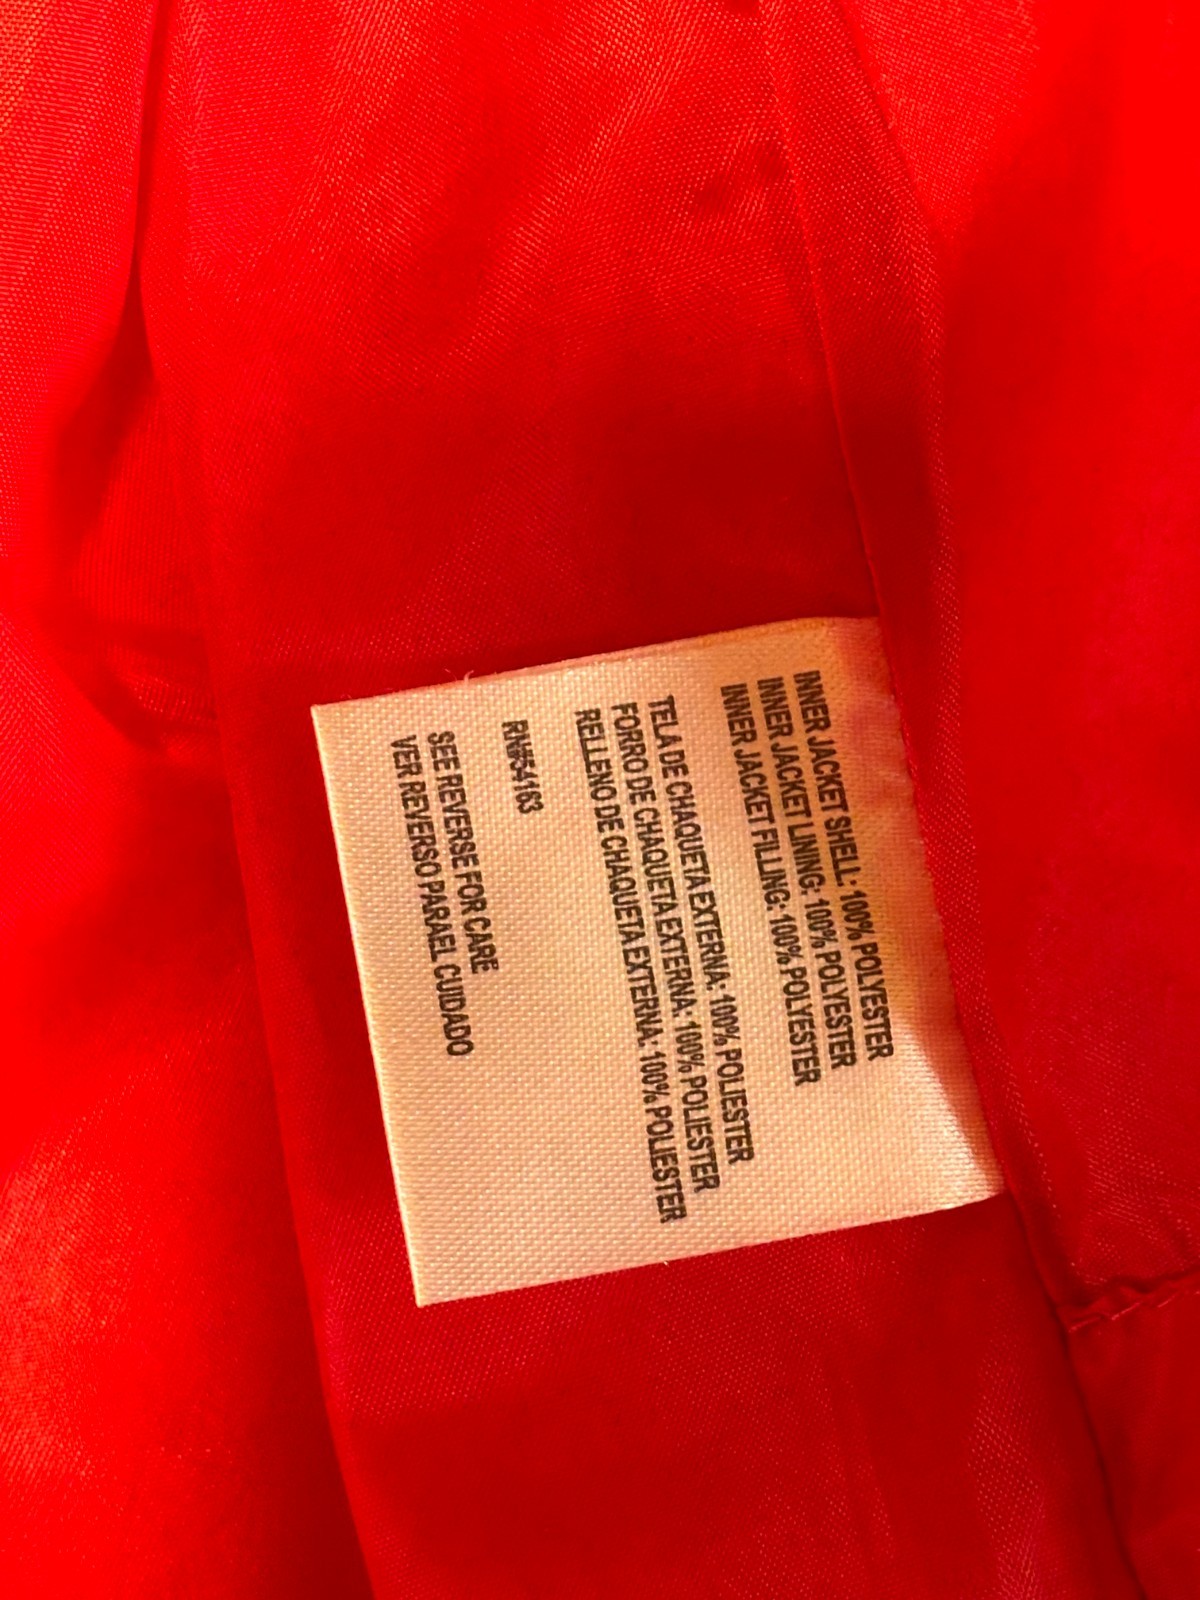 INNER JACKET SHELL: 100% POLYESTER
INNER JACKET LINING: 100% POLYESTER
INNER JACKET FILLING: 100% POLYESTER
TELA DE CHAQUETA EXTERNA: 100% POLIESTER
FORRO DE CHAQUETA EXTERNA: 100% POLIESTER
RELLENO DE CHAQUETA EXTERNA: 100% POLIESTER
RN#54163
SEE REVERSE FOR CARE
VER REVERSO PARA EL CUIDADO